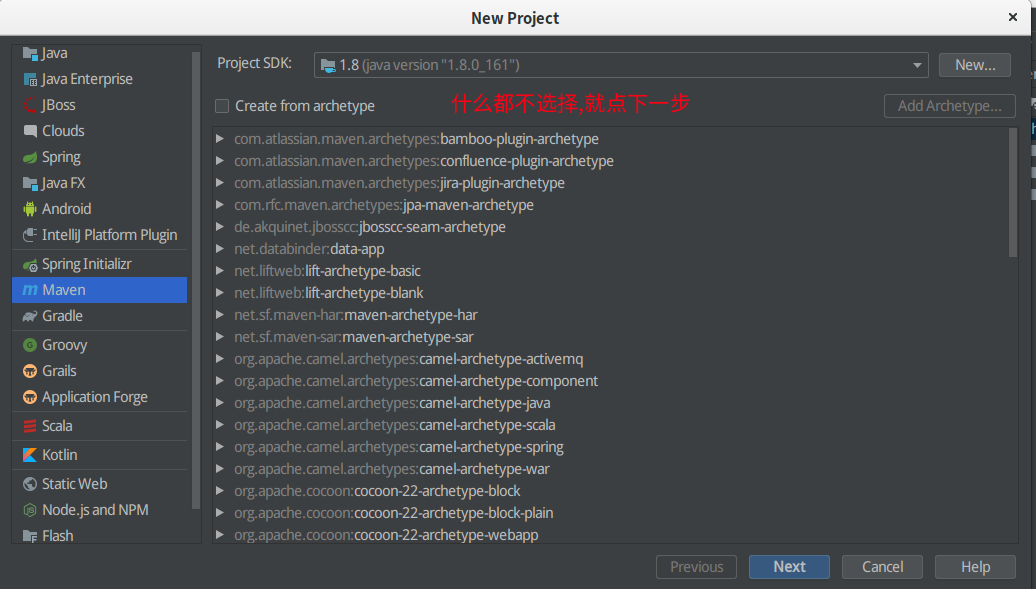 New Project
Java
Java Enterprise
JBoss
Clouds
Spring
Java FX
Android
IntelliJ Platform Plugin
Spring Initializr
Maven
Gradle
Groovy
Grails
Application Forge
Scala
Kotlin
Static Web
Node.js and NPM
Flash
Project SDK:
1.8 (java version "1.8.0_161")
New...
Create from archetype
什么都不选择,就点下一步
Add Archetype...
com.atlassian.maven.archetypes:bamboo-plugin-archetype
com.atlassian.maven.archetypes:confluence-plugin-archetype
com.atlassian.maven.archetypes:jira-plugin-archetype
com.rfc.maven.archetypes:jpa-maven-archetype
de.akquinet.jbosscc:jbosscc-seam-archetype
net.databinder:data-app
net.liftweb:lift-archetype-basic
net.liftweb:lift-archetype-blank
net.sf.maven-har:maven-archetype-har
net.sf.maven-sar:maven-archetype-sar
org.apache.camel.archetypes:camel-archetype-activemq
org.apache.camel.archetypes:camel-archetype-component
org.apache.camel.archetypes:camel-archetype-java
org.apache.camel.archetypes:camel-archetype-scala
org.apache.camel.archetypes:camel-archetype-spring
org.apache.camel.archetypes:camel-archetype-war
org.apache.cocoon:cocoon-22-archetype-block
org.apache.cocoon:cocoon-22-archetype-block-plain
org.apache.cocoon:cocoon-22-archetype-webapp
Previous
Next
Cancel
Help